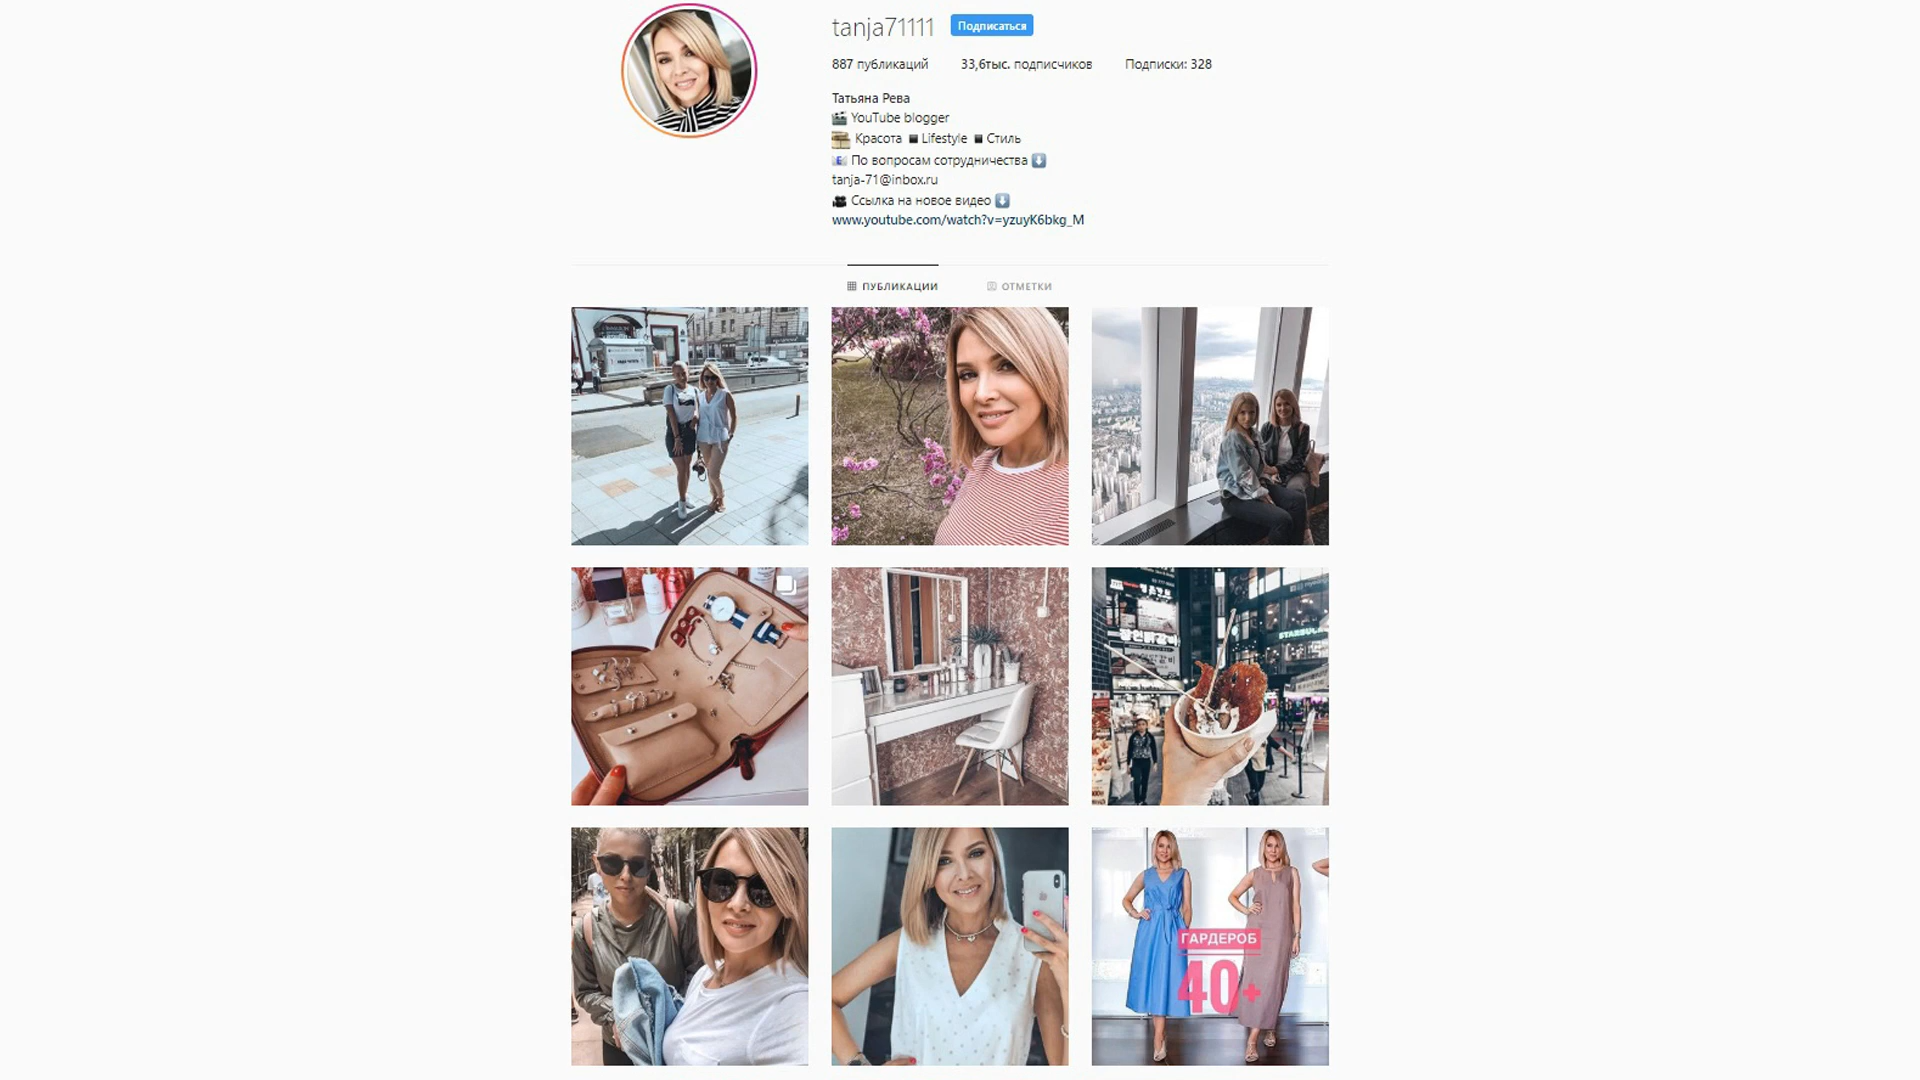 tanja71111 Подписаться
887 публикаций 33,6тыс. подписчиков Подписки: 328
Татьяна Рева
YouTube blogger
Красота Lifestyle Стиль
По вопросам сотрудничества
tanja-71@inbox.ru
Ссылка на новое видео
www.youtube.com/watch?v=yzuyK6bkg_M
ПУБЛИКАЦИИ ОТМЕТКИ
ГАРДЕРОБ
40+